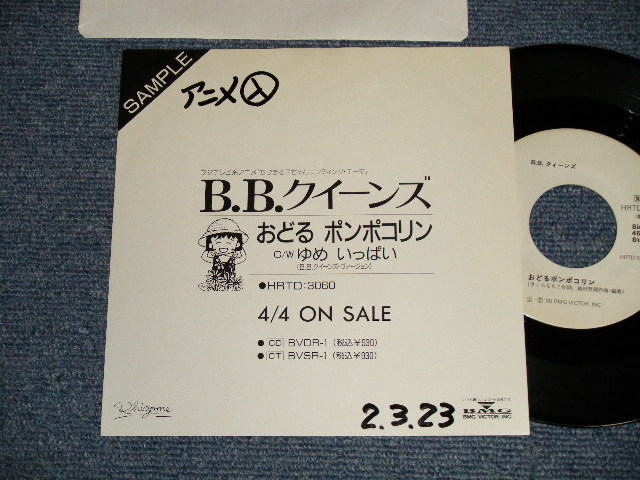 SAMPLE
アニメ
フジテレビ系アニメ「ちびまる子ちゃん」エンディング・テーマ
B.B.クイーンズ
おどる ポンポコリン
C/W ゆめ いっぱい
(B.B.クイーンズ・ヴァージョン)
●HRTD:3060
4/4 ON SALE
● CD BVDR-1 (税込¥930)
● CT BVSR-1 (税込¥930)
2.3.23
BMG
BMG VICTOR, INC.
B.B. クイーンズ
HRTD
おどるポンポコリン
BMG VICTOR, INC